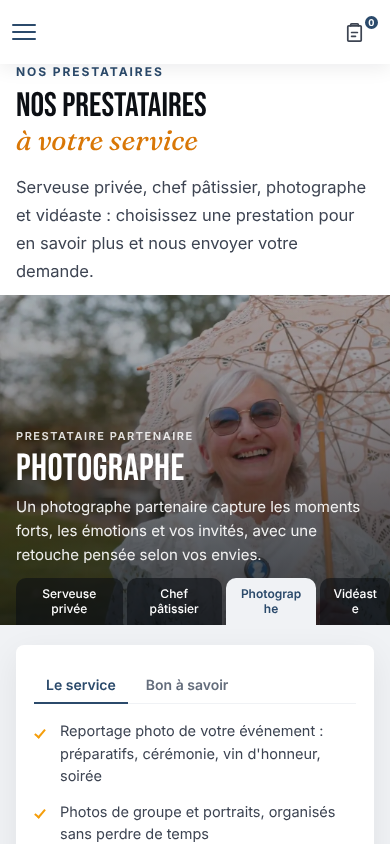 0
NOS PRESTATAIRES
NOS PRESTATAIRES
à votre service
Serveuse privée, chef pâtissier, photographe
et vidéaste : choisissez une prestation pour
en savoir plus et nous envoyer votre
demande.
PRESTATAIRE PARTENAIRE
PHOTOGRAPHE
Un photographe partenaire capture les moments
forts, les émotions et vos invités, avec une
retouche pensée selon vos envies.
Serveuse
privée
Chef
pâtissier
Photograp
he
Vidéast
e
Le service
Bon à savoir
Reportage photo de votre événement :
préparatifs, cérémonie, vin d'honneur,
soirée
Photos de groupe et portraits, organisés
sans perdre de temps